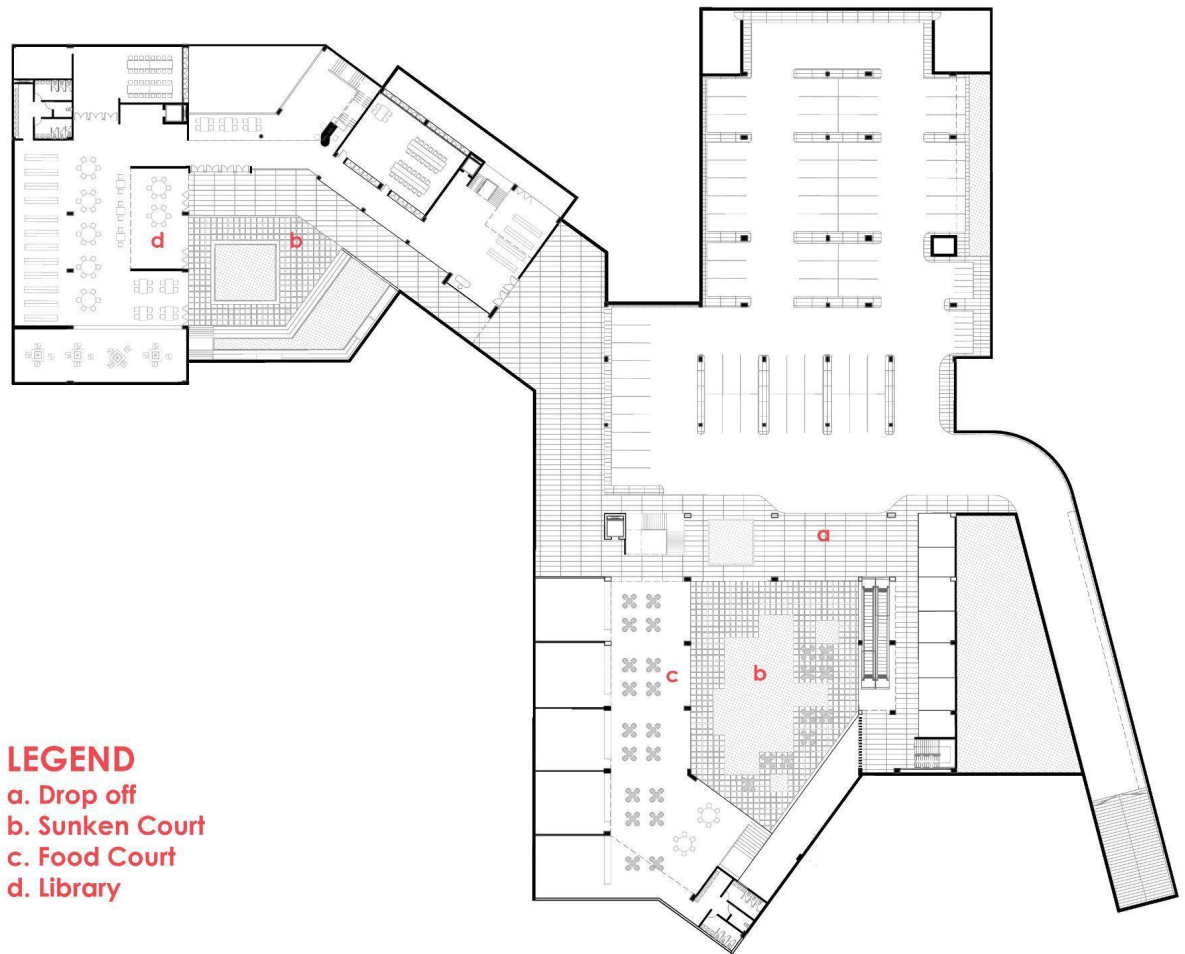 d
b
a
c
b
LEGEND
a. Drop off
b. Sunken Court
c. Food Court
d. Library